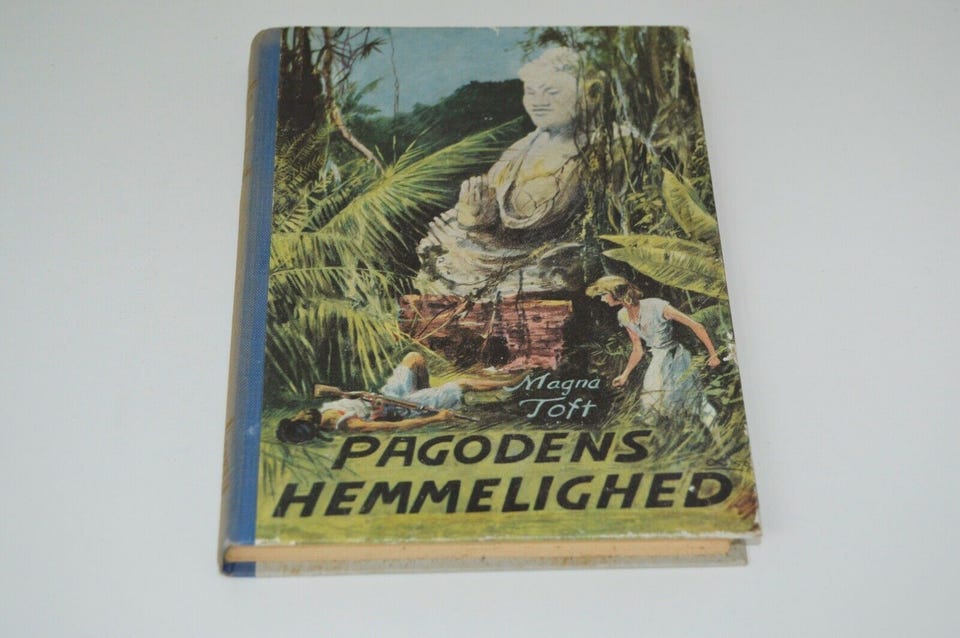 Magna
Toft
PAGODENS
HEMMELIGHED